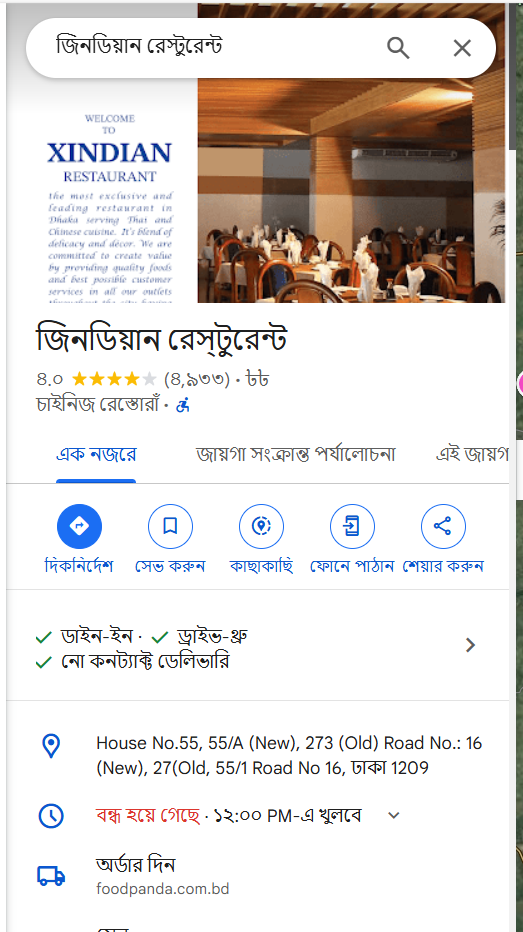 জিনডিয়ান রেস্টুরেন্ট
WELCOME
TO
XINDIAN
RESTAURANT
the most exclusive and
leading restaurant in
Dhaka serving Thai and
Chinese cuisine. It's blend of
delicacy and décor. We are
committed to create value
by providing quality foods
and best possible customer
services in all our outlets
throughout the city having
জিনডিয়ান রেস্টুরেন্ট
৪.০ (৪,৯৩৩) · ৳৳
চাইনিজ রেস্তোরাঁ ·
এক নজরে জায়গা সংক্রান্ত পর্যালোচনা এই জায়গ
দিকনির্দেশ সেভ করুন কাছাকাছি ফোনে পাঠান শেয়ার করুন
ডাইন-ইন · ড্রাইভ-থ্রু
নো কনট্যাক্ট ডেলিভারি
House No.55, 55/A (New), 273 (Old) Road No.: 16
(New), 27(Old, 55/1 Road No 16, ঢাকা 1209
বন্ধ হয়ে গেছে · ১২:০০ PM-এ খুলবে
অর্ডার দিন
foodpanda.com.bd